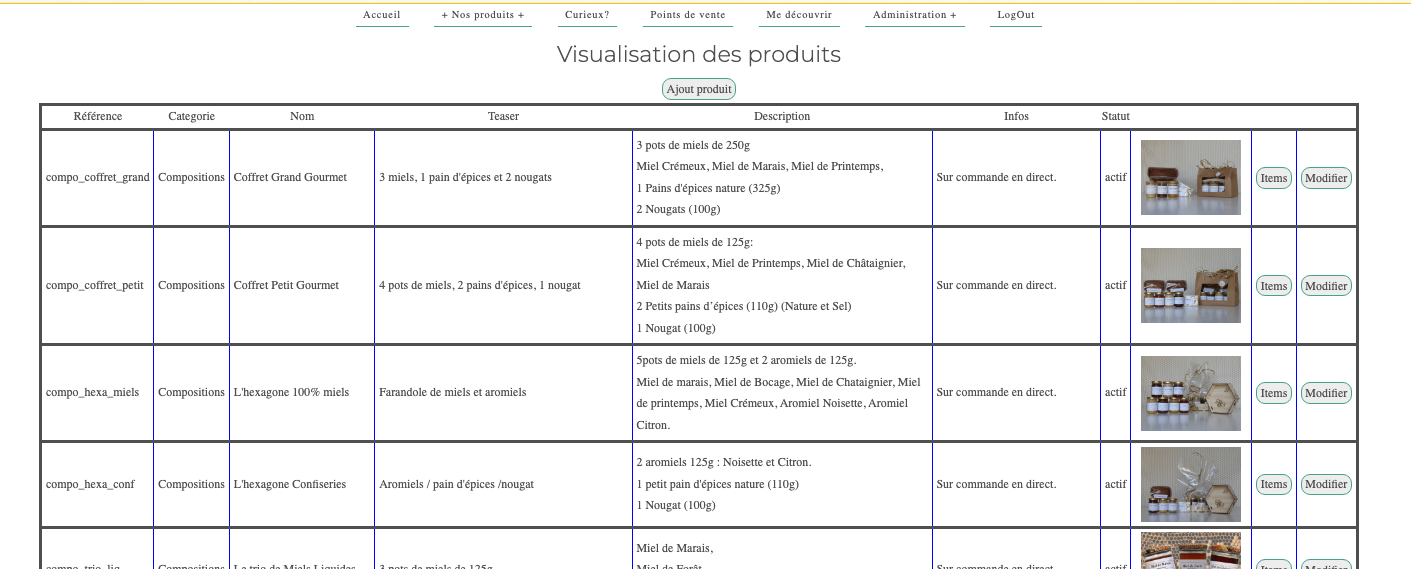 Accueil + Nos produits + Curieux? Points de vente Me découvrir Administration + LogOut
Visualisation des produits
Ajout produit
Référence Categorie Nom Teaser Description Infos Statut
compo_coffret_grand Compositions Coffret Grand Gourmet 3 miels, 1 pain d'épices et 2 nougats
3 pots de miels de 250g
Miel Crémeux, Miel de Marais, Miel de Printemps,
1 Pains d'épices nature (325g)
2 Nougats (100g)
Sur commande en direct. actif Items Modifier
compo_coffret_petit Compositions Coffret Petit Gourmet 4 pots de miels, 2 pains d'épices, 1 nougat
4 pots de miels de 125g:
Miel Crémeux, Miel de Printemps, Miel de Châtaignier,
Miel de Marais
2 Petits pains d’épices (110g) (Nature et Sel)
1 Nougat (100g)
Sur commande en direct. actif Items Modifier
compo_hexa_miels Compositions L'hexagone 100% miels Farandole de miels et aromiels
5pots de miels de 125g et 2 aromiels de 125g.
Miel de marais, Miel de Bocage, Miel de Chataignier, Miel
de printemps, Miel Crémeux, Aromiel Noisette, Aromiel
Citron.
Sur commande en direct. actif Items Modifier
compo_hexa_conf Compositions L'hexagone Confiseries Aromiels / pain d'épices /nougat
2 aromiels 125g : Noisette et Citron.
1 petit pain d'épices nature (110g)
1 Nougat (100g)
Sur commande en direct. actif Items Modifier
compo_trio_liq Compositions Le trio de Miels Liquides 3 pots de miels de 125g
Miel de Marais,
Miel de Forêt
Sur commande en direct. actif Items Modifier